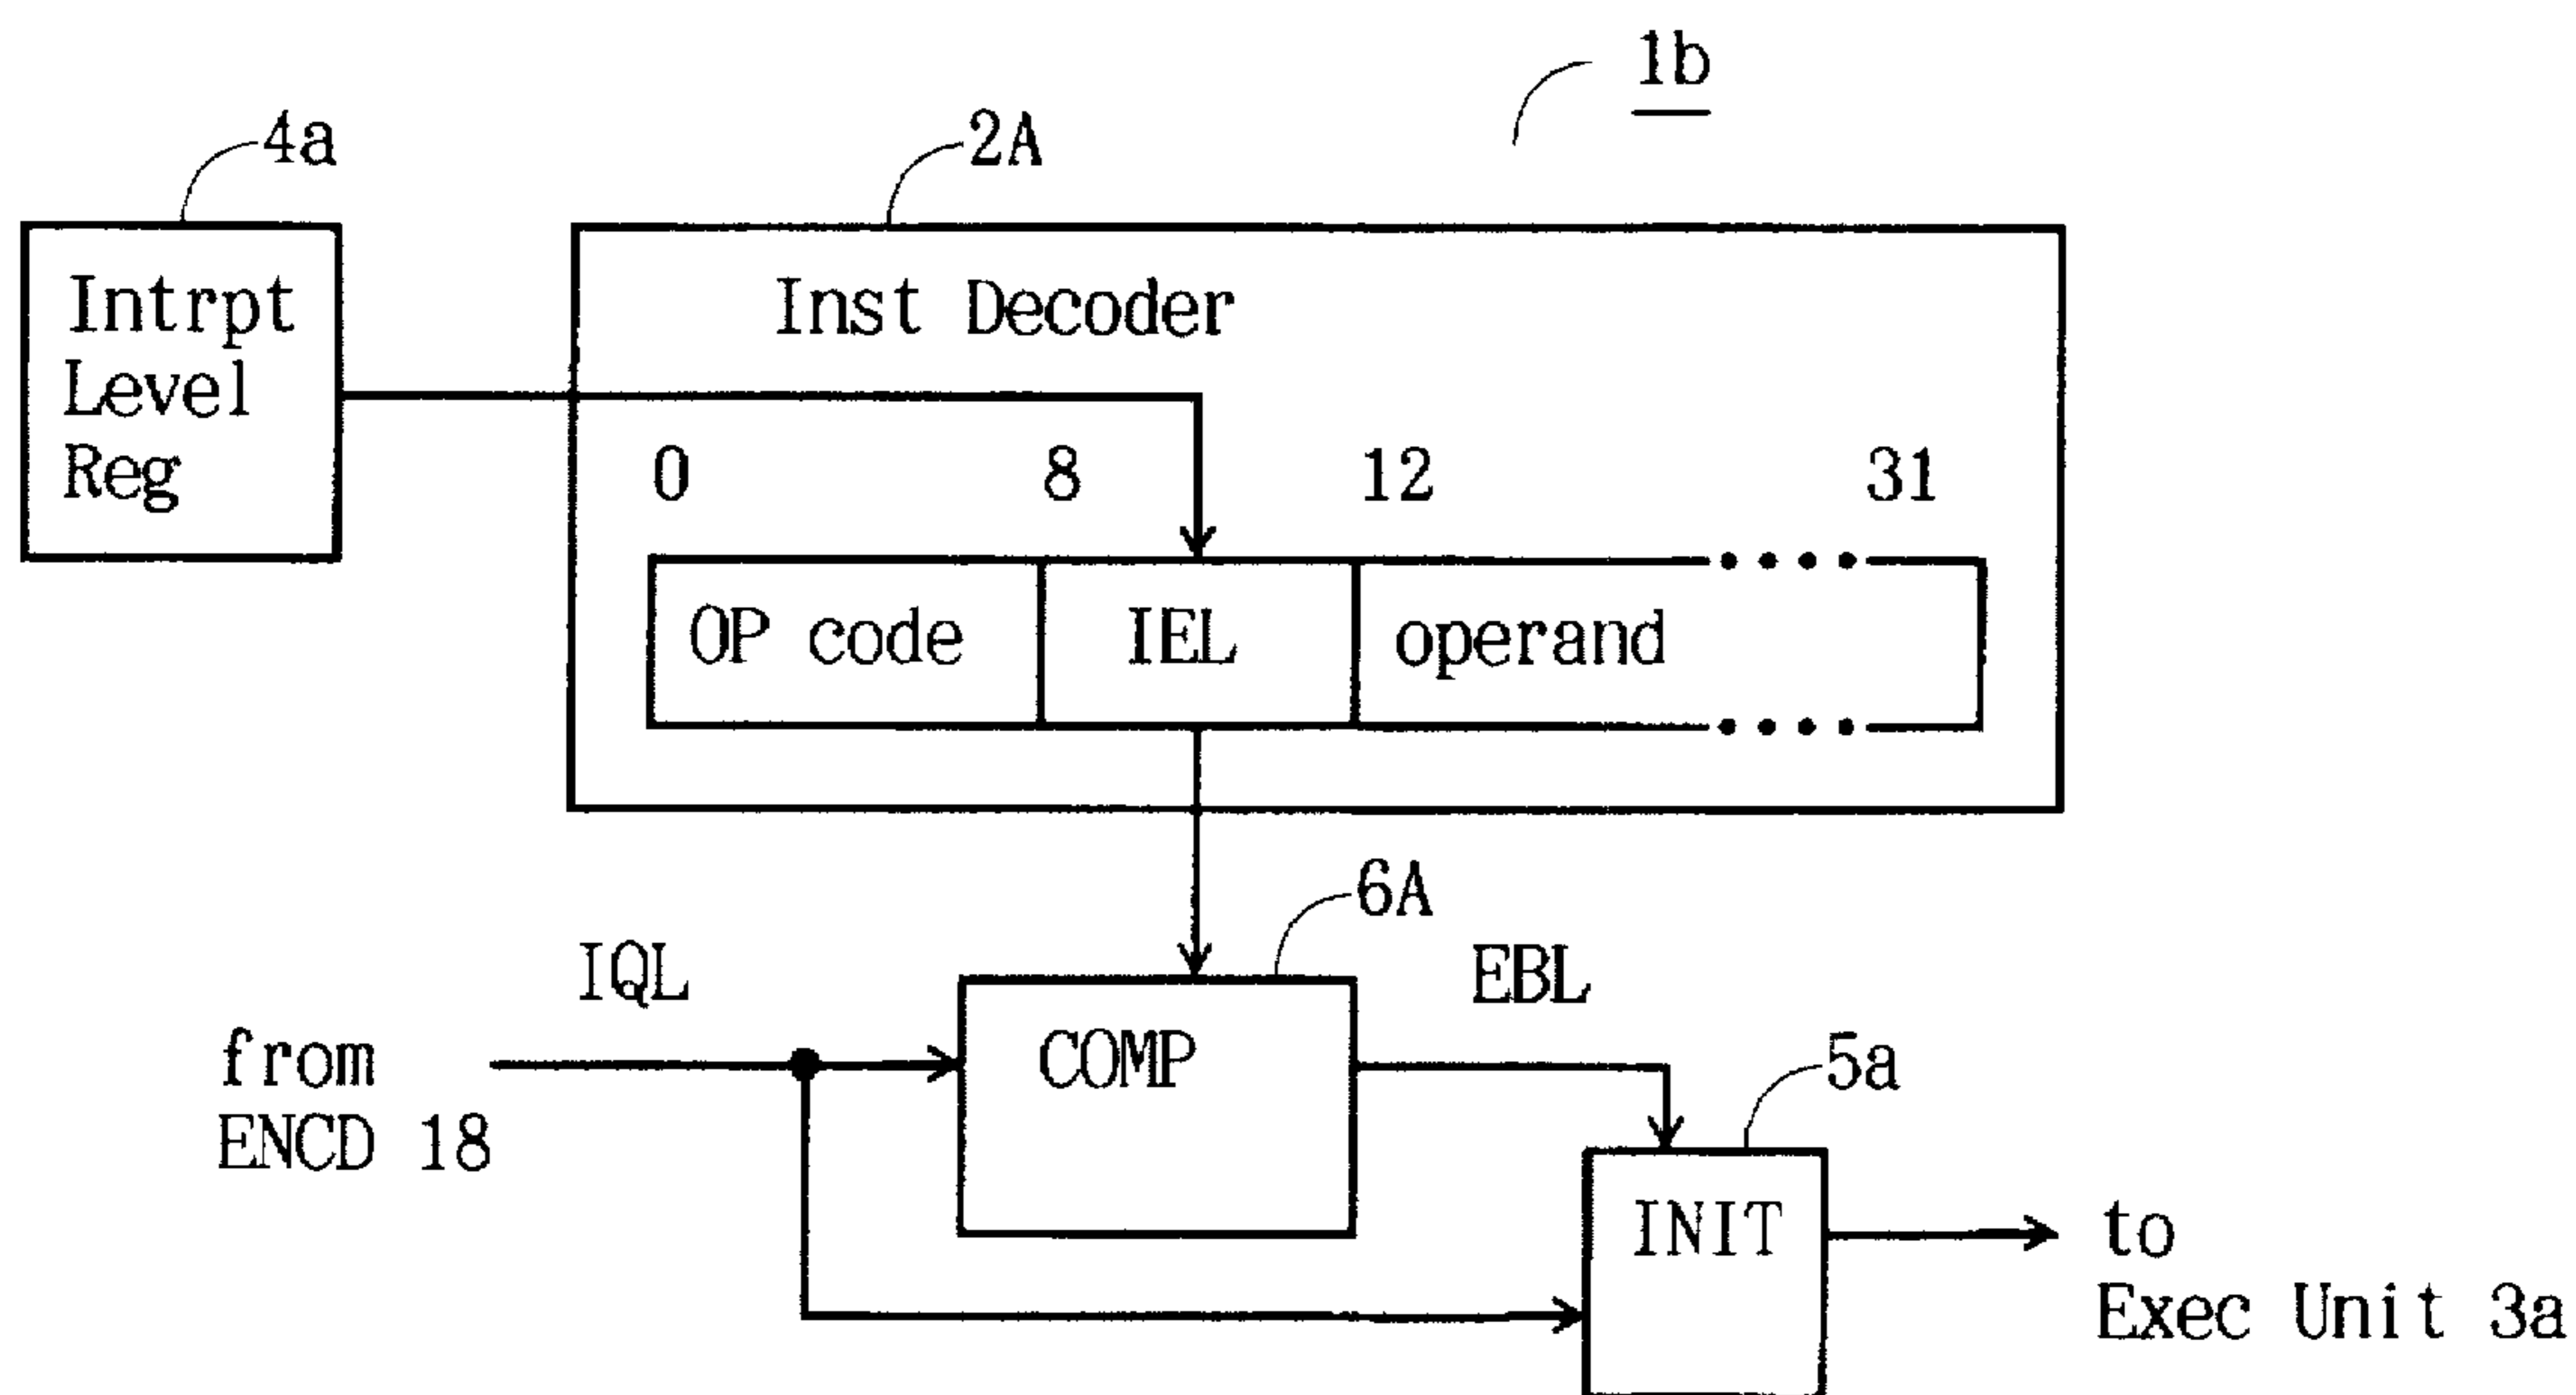 1b
4a
2A
Intrpt
Level
Reg
Inst Decoder
0 8 12 31
OP code IEL operand
6A
IQL
EBL
from
ENCD 18
COMP
5a
INIT
to
Exec Unit 3a